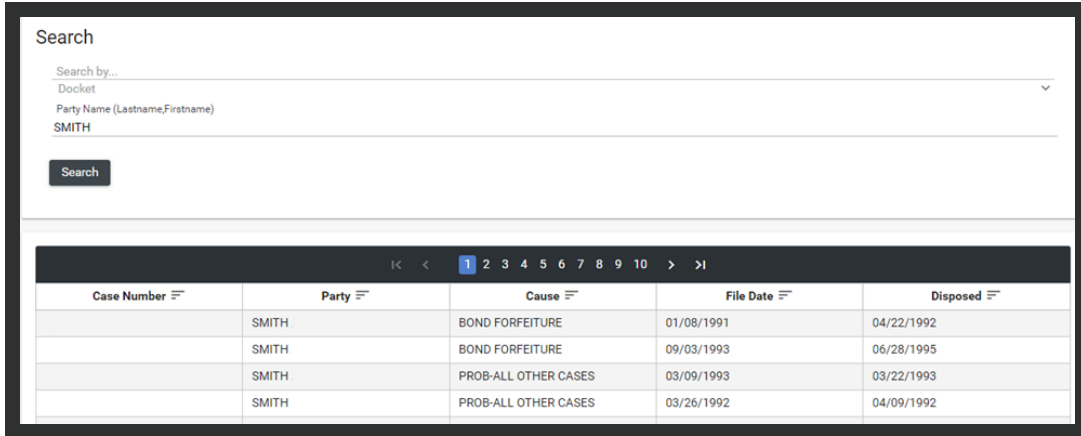 Search
Search by...
Docket
Party Name (Lastname,Firstname)
SMITH
Search
1 2 3 4 5 6 7 8 9 10
Case Number Party Cause File Date Disposed
SMITH BOND FORFEITURE 01/08/1991 04/22/1992
SMITH BOND FORFEITURE 09/03/1993 06/28/1995
SMITH PROB-ALL OTHER CASES 03/09/1993 03/22/1993
SMITH PROB-ALL OTHER CASES 03/26/1992 04/09/1992